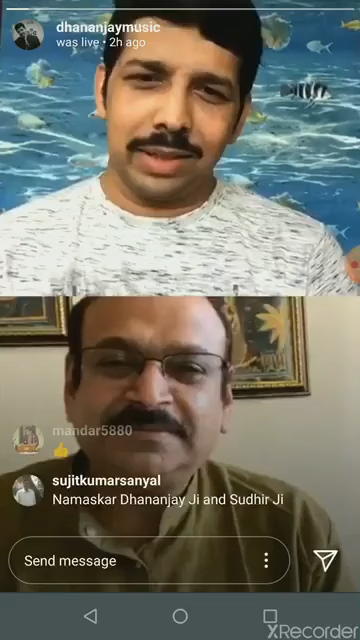 dhananjaymusic
was live • 2h ago
mandar5880
👍
sujitkumarsanyal
Namaskar Dhananjay Ji and Sudhir Ji
Send message
XRecorder